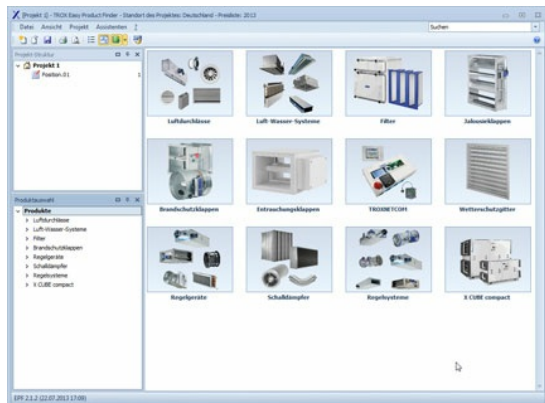 [Projekt 1] - TROX Easy Product Finder - Standort des Projektes: Deutschland - Preisliste: 2013
Datei Ansicht Projekt Assistenten ?
Suchen
Projekt-Struktur
Projekt 1
Position.01 1
Produktauswahl
Produkte
Luftdurchlässe
Luft-Wasser-Systeme
Filter
Brandschutzklappen
Regelgeräte
Schalldämpfer
Regelsysteme
X CUBE compact
Luftdurchlässe
Luft-Wasser-Systeme
Filter
Jalousieklappen
Brandschutzklappen
Entrauchungsklappen
TROXNETCOM
Wetterschutzgitter
Regelgeräte
Schalldämpfer
Regelsysteme
X CUBE compact
EPF 2.1.2 (22.07.2013 17:09)